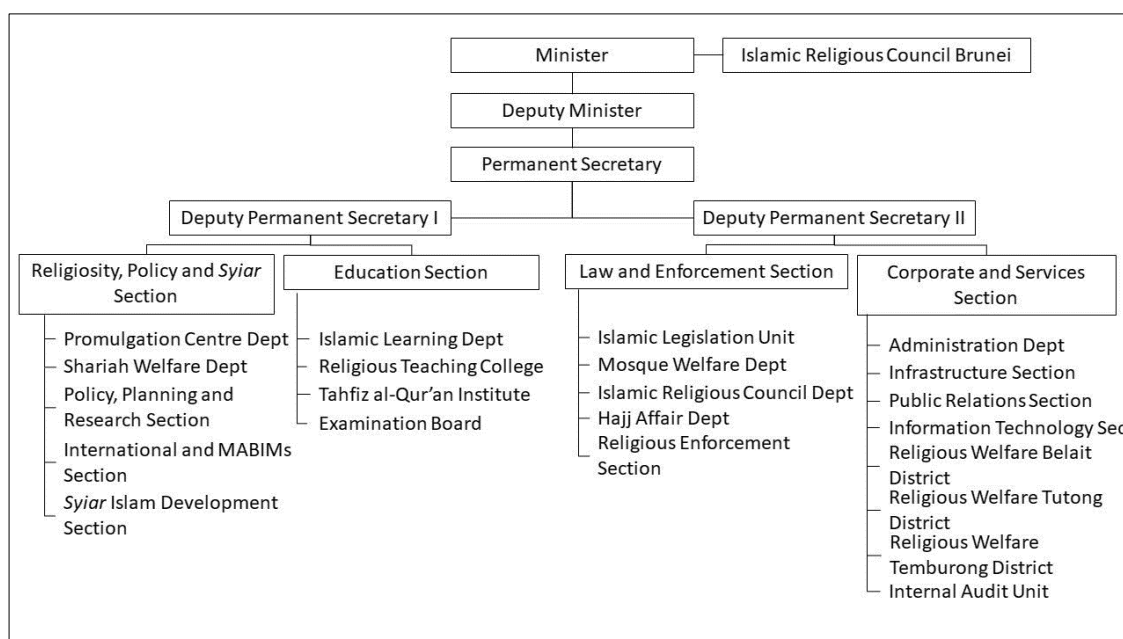 Minister
Islamic Religious Council Brunei
Deputy Minister
Permanent Secretary
Deputy Permanent Secretary I
Deputy Permanent Secretary II
Religiosity, Policy and Syiar
Section
Promulgation Centre Dept
Shariah Welfare Dept
Policy, Planning and
Research Section
International and MABIMs
Section
Syiar Islam Development
Section
Education Section
Islamic Learning Dept
Religious Teaching College
Tahfiz al-Qur’an Institute
Examination Board
Law and Enforcement Section
Islamic Legislation Unit
Mosque Welfare Dept
Islamic Religious Council Dept
Hajj Affair Dept
Religious Enforcement
Section
Corporate and Services
Section
Administration Dept
Infrastructure Section
Public Relations Section
Information Technology Sec
Religious Welfare Belait
District
Religious Welfare Tutong
District
Religious Welfare
Temburong District
Internal Audit Unit